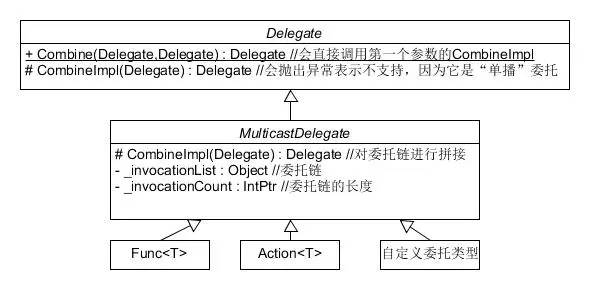 Delegate
+ Combine(Delegate,Delegate) : Delegate //会直接调用第一个参数的CombineImpl
# CombineImpl(Delegate) : Delegate //会抛出异常表示不支持，因为它是“单播”委托
MulticastDelegate
# CombineImpl(Delegate) : Delegate //对委托链进行拼接
- _invocationList : Object //委托链
- _invocationCount : IntPtr //委托链的长度
Func<T>
Action<T>
自定义委托类型